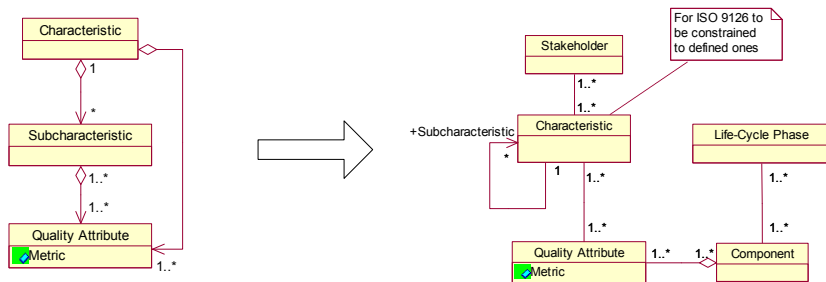 Characteristic
1
*
Subcharacteristic
1..*
1..*
Quality Attribute
Metric
1..*
For ISO 9126 to
be constrained
to defined ones
Stakeholder
1..*
1..*
+Subcharacteristic
Characteristic
*
1
1..*
Life-Cycle Phase
1..*
1..*
1..*
Quality Attribute
Metric
1..*
1..*
Component